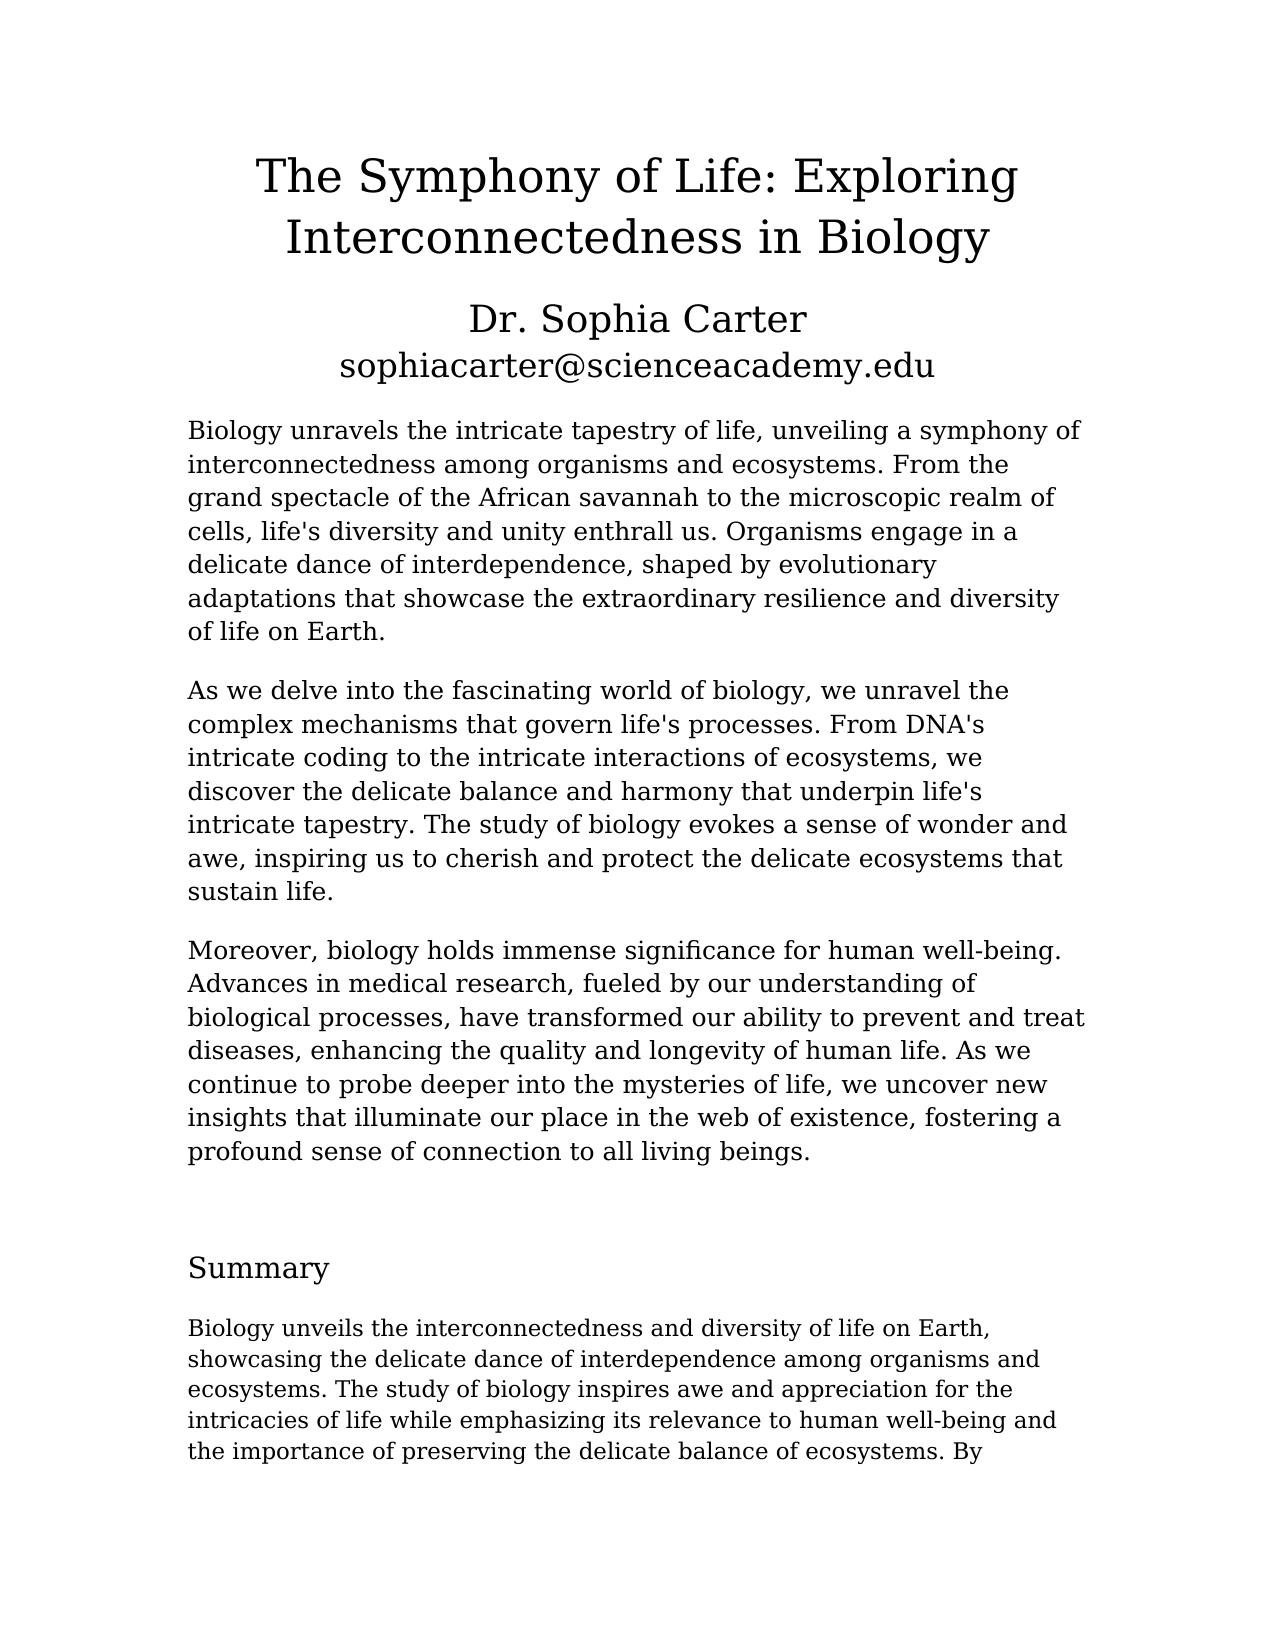 The Symphony of Life: Exploring
Interconnectedness in Biology
Dr. Sophia Carter
sophiacarter@scienceacademy.edu
Biology unravels the intricate tapestry of life, unveiling a symphony of
interconnectedness among organisms and ecosystems. From the
grand spectacle of the African savannah to the microscopic realm of
cells, life's diversity and unity enthrall us. Organisms engage in a
delicate dance of interdependence, shaped by evolutionary
adaptations that showcase the extraordinary resilience and diversity
of life on Earth.
As we delve into the fascinating world of biology, we unravel the
complex mechanisms that govern life's processes. From DNA's
intricate coding to the intricate interactions of ecosystems, we
discover the delicate balance and harmony that underpin life's
intricate tapestry. The study of biology evokes a sense of wonder and
awe, inspiring us to cherish and protect the delicate ecosystems that
sustain life.
Moreover, biology holds immense significance for human well-being.
Advances in medical research, fueled by our understanding of
biological processes, have transformed our ability to prevent and treat
diseases, enhancing the quality and longevity of human life. As we
continue to probe deeper into the mysteries of life, we uncover new
insights that illuminate our place in the web of existence, fostering a
profound sense of connection to all living beings.
Summary
Biology unveils the interconnectedness and diversity of life on Earth,
showcasing the delicate dance of interdependence among organisms and
ecosystems. The study of biology inspires awe and appreciation for the
intricacies of life while emphasizing its relevance to human well-being and
the importance of preserving the delicate balance of ecosystems. By